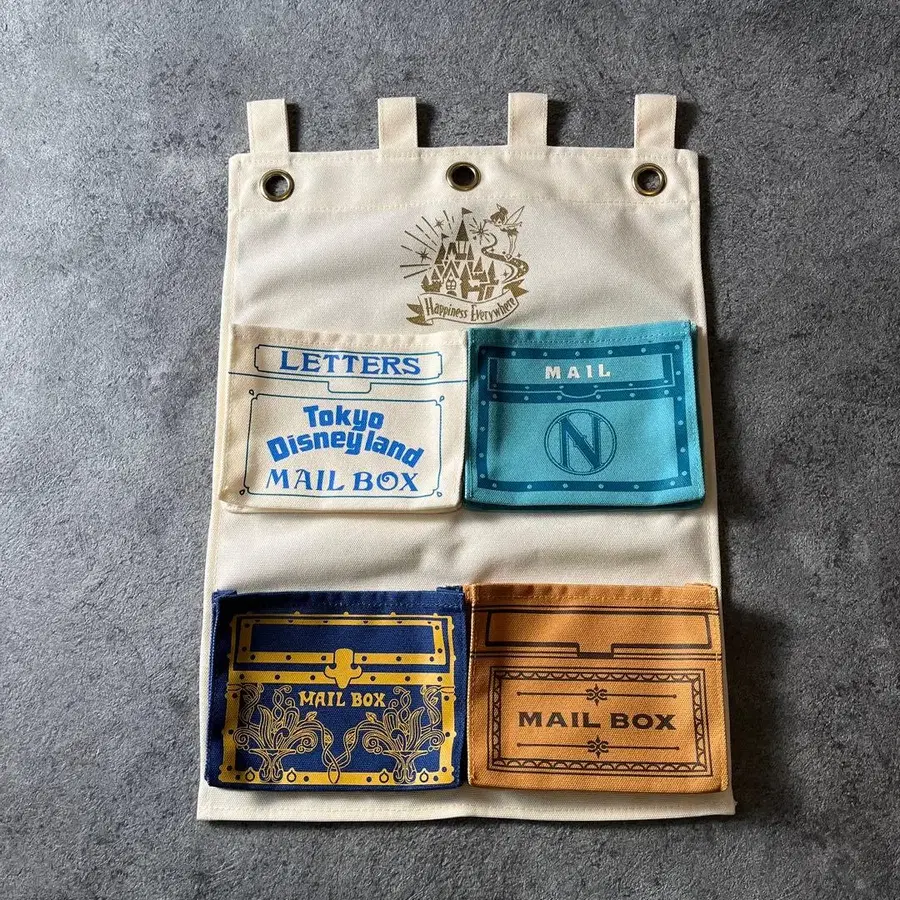 Happiness Everywhere
LETTERS
Tokyo
Disneyland
MAIL BOX
MAIL
N
MAIL BOX
MAIL BOX